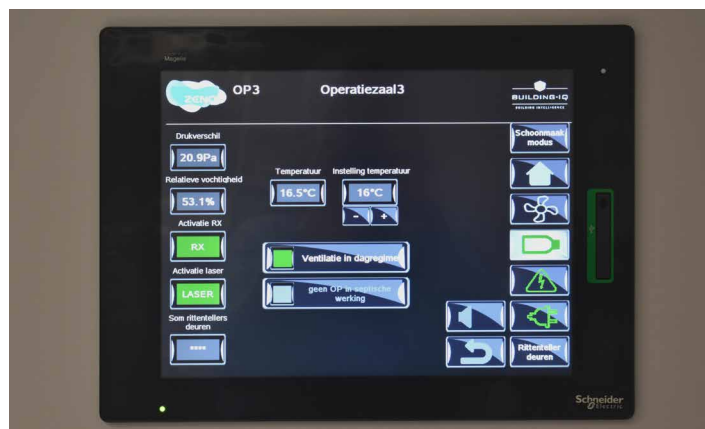 Magelis
ZENO
OP3
Operatiezaal3
BUILDING-IQ
BUILDING INTELLIGENCE
Drukverschil
20.9Pa
Relatieve vochtigheid
53.1%
Activatie RX
RX
Activatie laser
LASER
Som rittentellers
deuren
****
Temperatuur
16.5°C
Instelling temperatuur
16°C
-
+
Ventilatie in dagregime
geen OP in septische
werking
Schoonmaak
modus
Rittenteller
deuren
Schneider
Electric